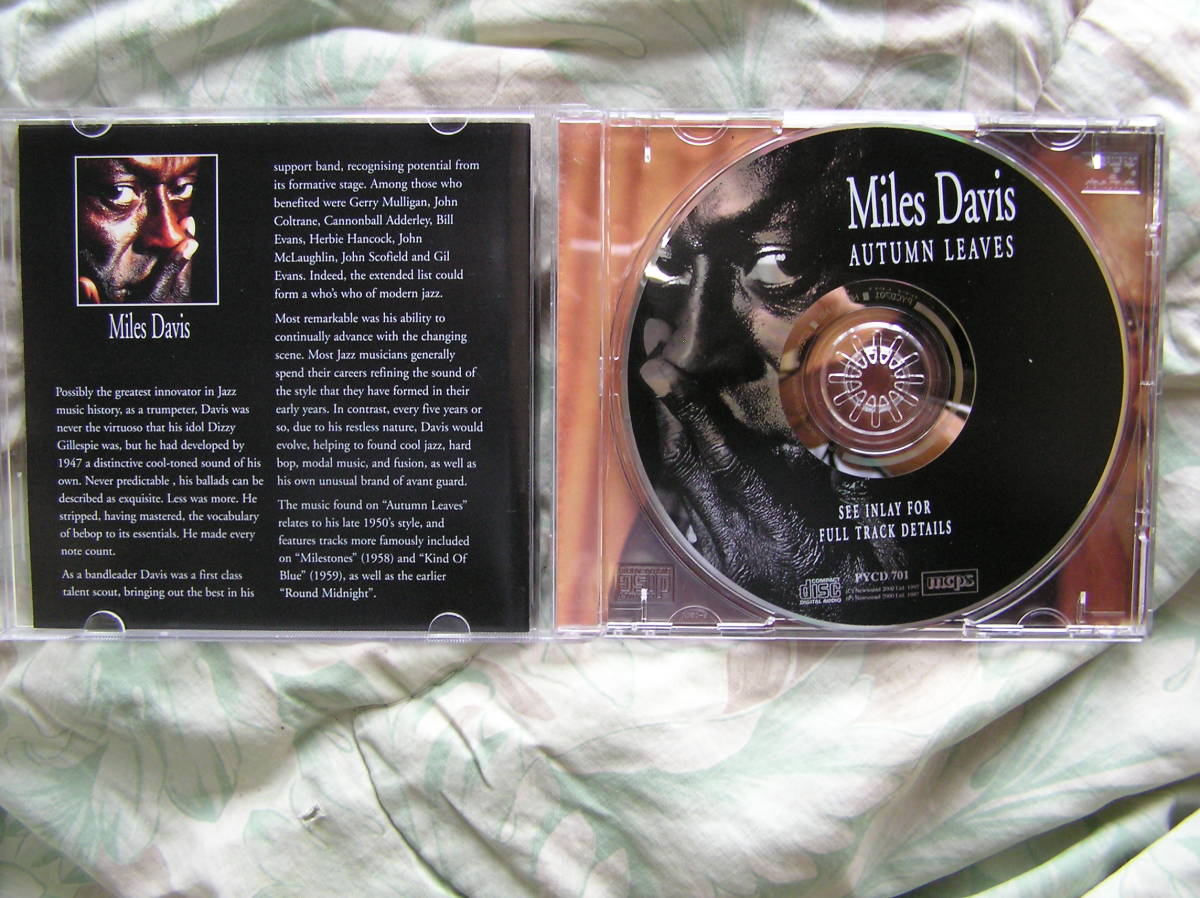 Miles Davis
Possibly the greatest innovator in Jazz
music history, as a trumpeter, Davis was
never the virtuoso that his idol Dizzy
Gillespie was, but he had developed by
1947 a distinctive cool-toned sound of his
own. Never predictable , his ballads can be
described as exquisite. Less was more. He
stripped, having mastered, the vocabulary
of bebop to its essentials. He made every
note count.
As a bandleader Davis was a first class
talent scout, bringing out the best in his
support band, recognising potential from
its formative stage. Among those who
benefited were Gerry Mulligan, John
Coltrane, Cannonball Adderley, Bill
Evans, Herbie Hancock, John
McLaughlin, John Scofield and Gil
Evans. Indeed, the extended list could
form a who's who of modern jazz.
Most remarkable was his ability to
continually advance with the changing
scene. Most Jazz musicians generally
spend their careers refining the sound of
the style that they have formed in their
early years. In contrast, every five years or
so, due to his restless nature, Davis would
evolve, helping to found cool jazz, hard
bop, modal music, and fusion, as well as
his own unusual brand of avant guard.
The music found on “Autumn Leaves”
relates to his late 1950's style, and
features tracks more famously included
on “Milestones” (1958) and “Kind Of
Blue” (1959), as well as the earlier
“Round Midnight”.
Miles Davis
AUTUMN LEAVES
SEE INLAY FOR
FULL TRACK DETAILS
COMPACT
disc
DIGITAL AUDIO
PYCD 701
Newsound 2000 Ltd. 1997
Newsound 2000 Ltd. 1997
mcps